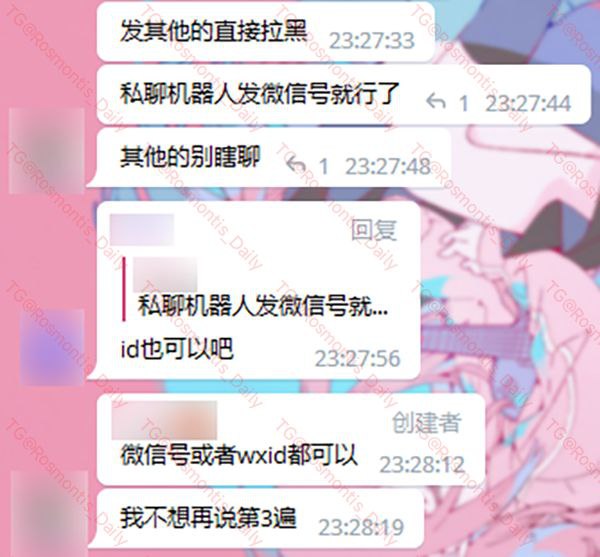 发其他的直接拉黑 23:27:33
私聊机器人发微信号就行了 1 23:27:44
其他的别瞎聊 1 23:27:48
回复
私聊机器人发微信号就...
id也可以吧 23:27:56
创建者
微信号或者wxid都可以 23:28:12
我不想再说第3遍 23:28:19
TG@Rosmontis_Daily